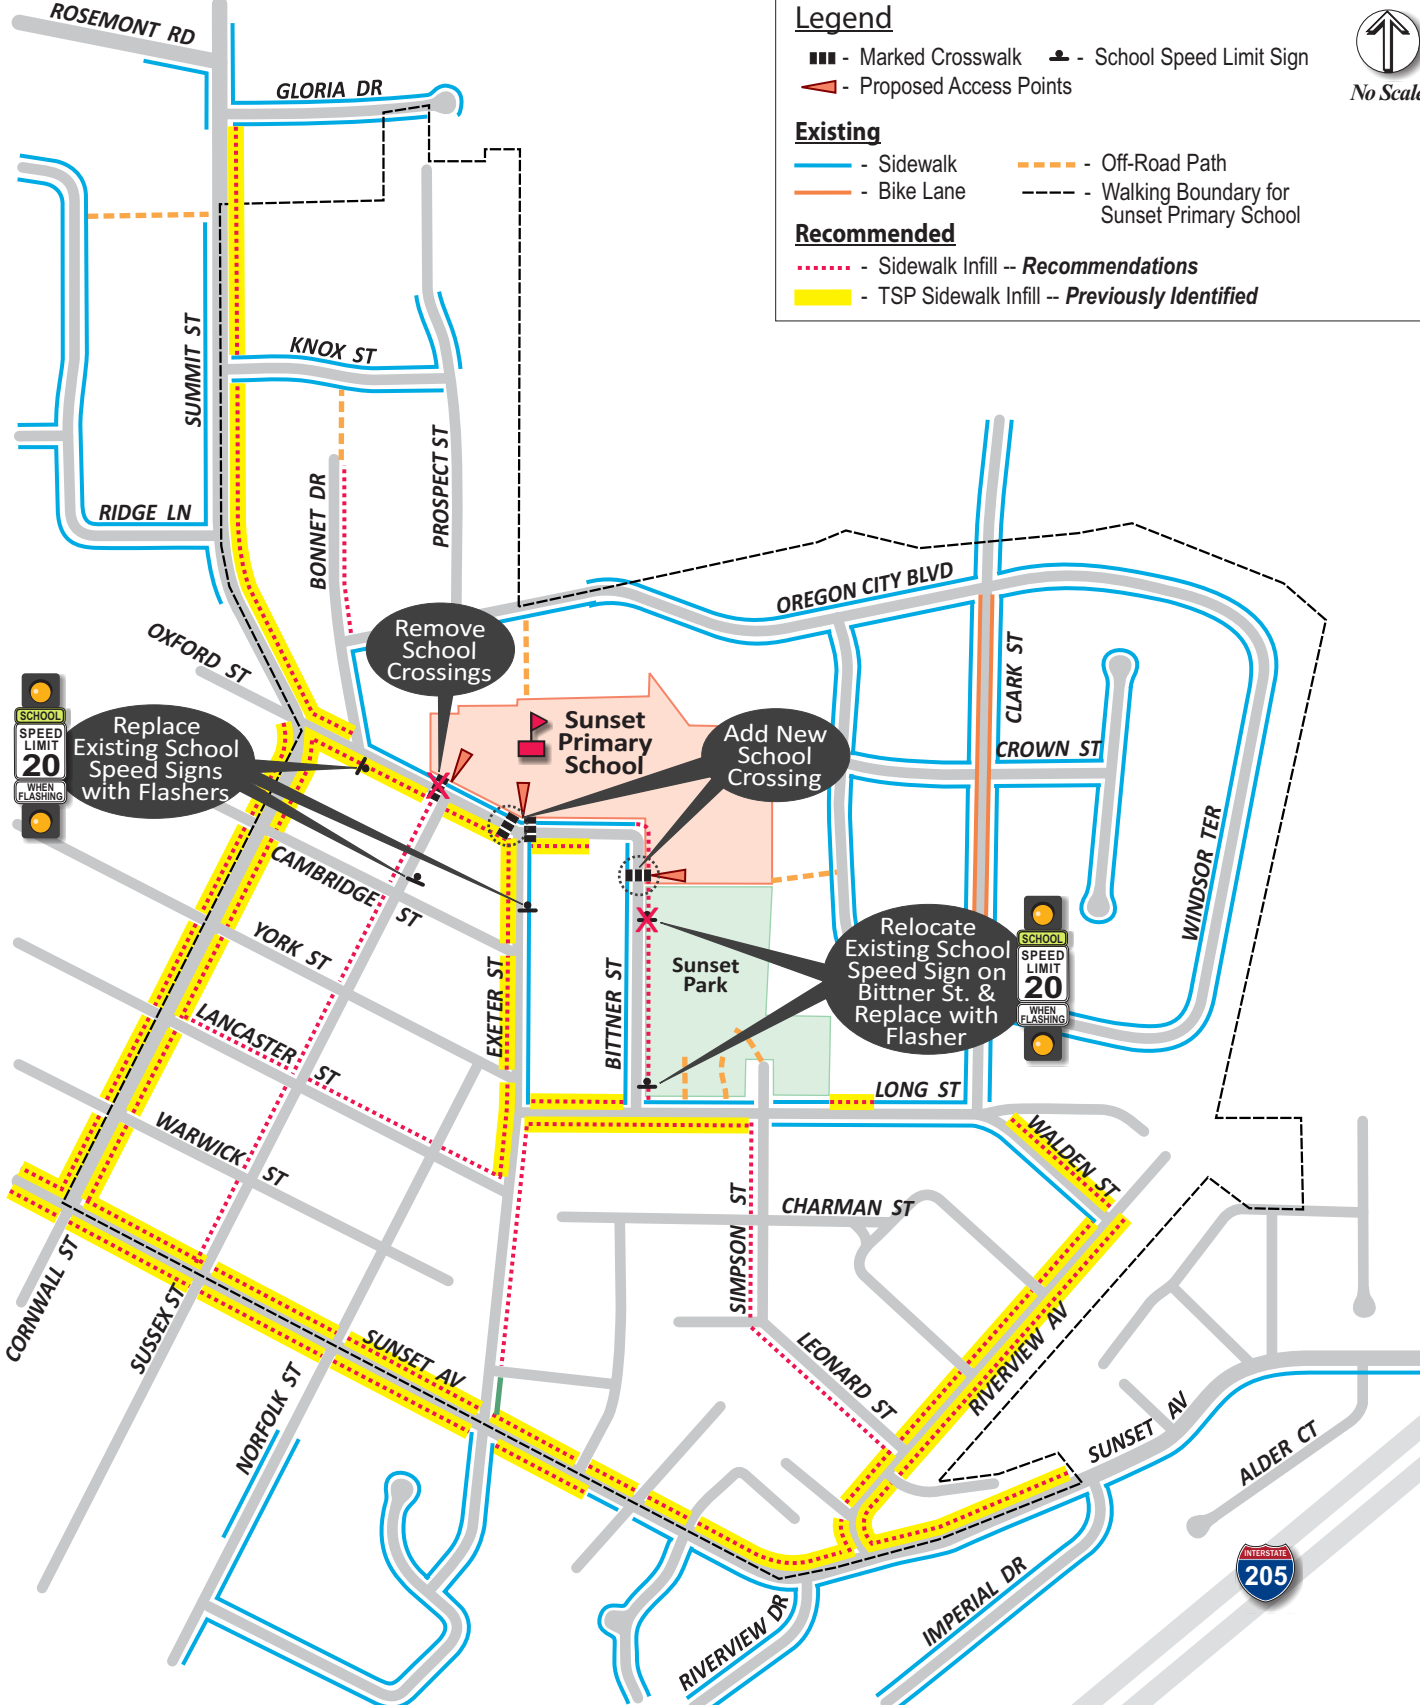 Legend
- Marked Crosswalk
- School Speed Limit Sign
- Proposed Access Points
No Scale
Existing
- Sidewalk
- Off-Road Path
- Bike Lane
- Walking Boundary for
Sunset Primary School
Recommended
- Sidewalk Infill -- Recommendations
- TSP Sidewalk Infill -- Previously Identified
ROSEMONT RD
GLORIA DR
SUMMIT ST
KNOX ST
PROSPECT ST
BONNET DR
RIDGE LN
OXFORD ST
OREGON CITY BLVD
CLARK ST
CROWN ST
WINDSOR TER
Remove
School
Crossings
Sunset
Primary
School
Add New
School
Crossing
Replace
Existing School
Speed Signs
with Flashers
SCHOOL
SPEED
LIMIT
20
WHEN
FLASHING
CAMBRIDGE ST
YORK ST
LANCASTER ST
WARWICK ST
EXETER ST
BITTNER ST
Sunset
Park
Relocate
Existing School
Speed Sign on
Bittner St. &
Replace with
Flasher
SCHOOL
SPEED
LIMIT
20
WHEN
FLASHING
LONG ST
WALDEN ST
CHARMAN ST
SIMPSON ST
LEONARD ST
RIVERVIEW AV
CORNWALL ST
SUSSEX ST
NORFOLK ST
SUNSET AV
SUNSET AV
ALDER CT
IMPERIAL DR
RIVERVIEW DR
INTERSTATE
205